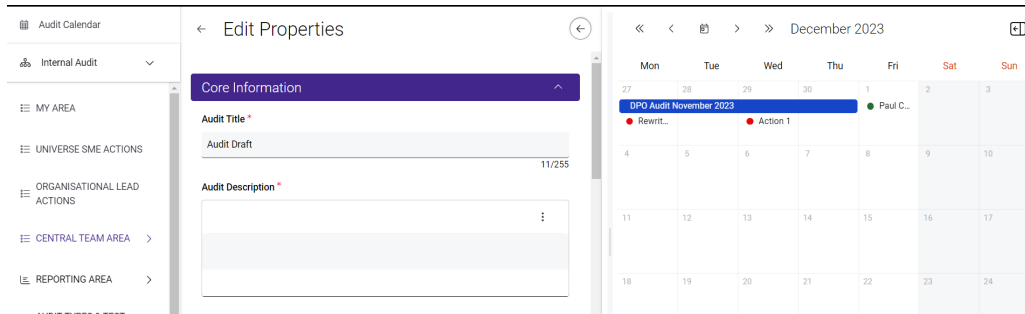 Audit Calendar
Internal Audit
MY AREA
UNIVERSE SME ACTIONS
ORGANISATIONAL LEAD
ACTIONS
CENTRAL TEAM AREA
REPORTING AREA
Edit Properties
Core Information
Audit Title *
Audit Draft
11/255
Audit Description *
December 2023
Mon Tue Wed Thu Fri Sat Sun
27 28 29 30 1 2 3
DPO Audit November 2023 Paul C...
Rewrit... Action 1
4 5 6 7 8 9 10
11 12 13 14 15 16 17
18 19 20 21 22 23 24